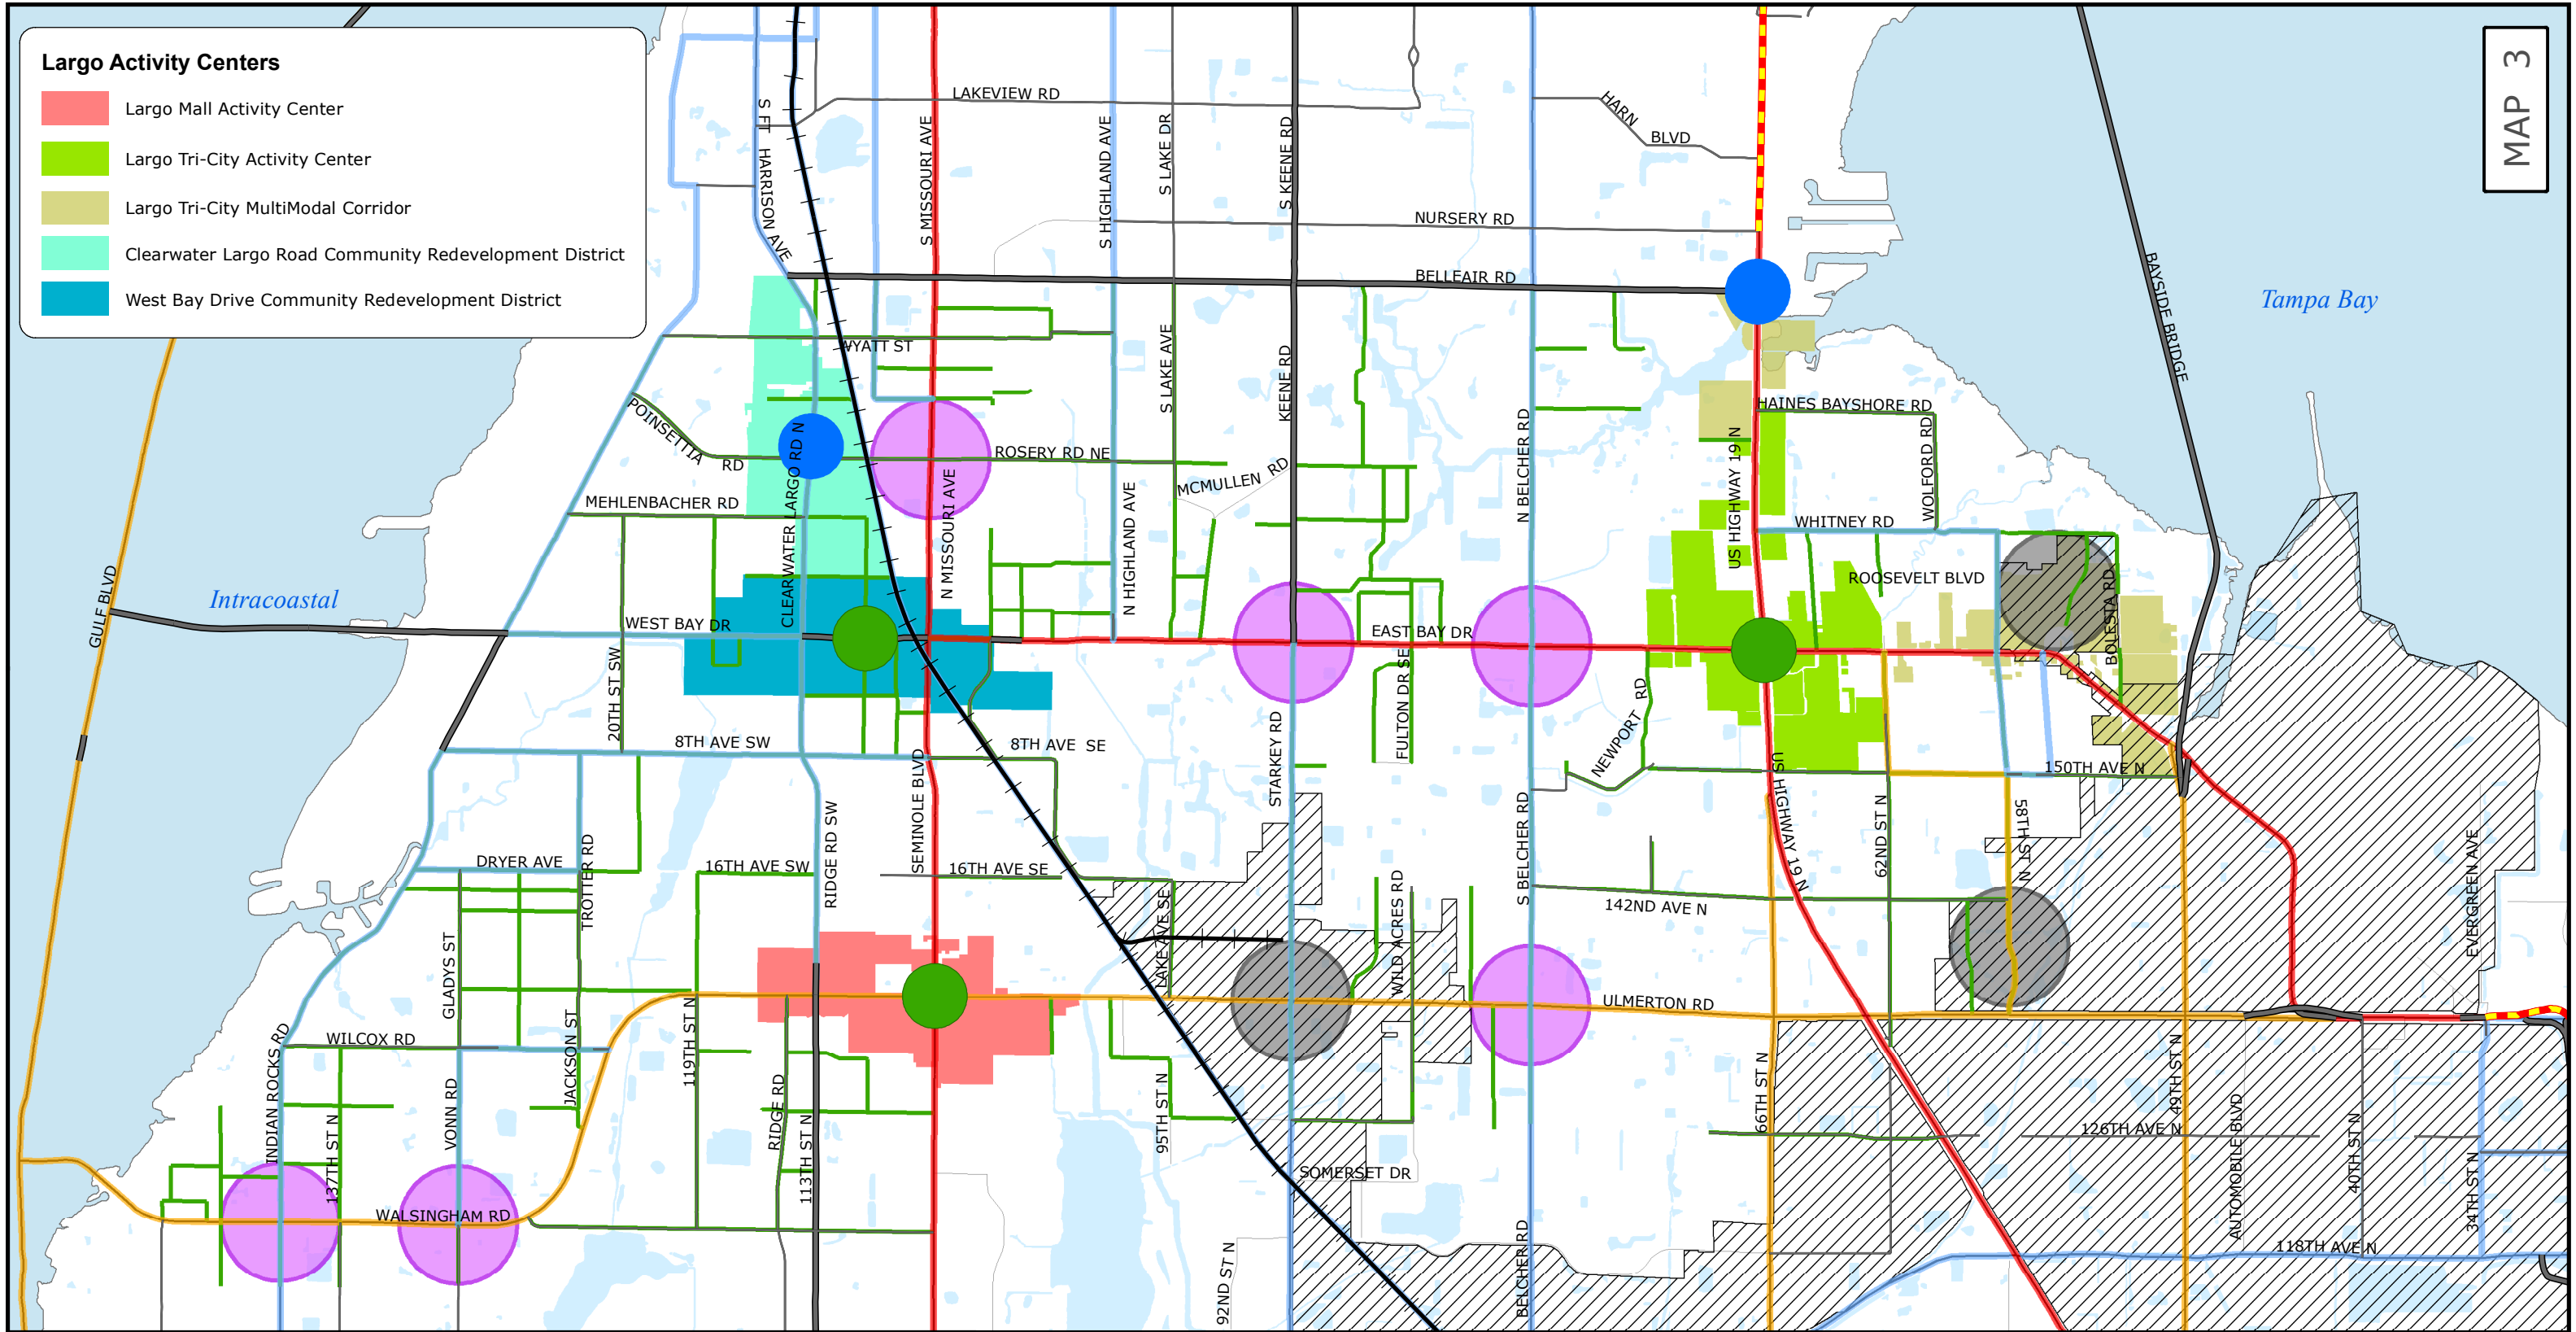 Largo Activity Centers
Largo Mall Activity Center
Largo Tri-City Activity Center
Largo Tri-City MultiModal Corridor
Clearwater Largo Road Community Redevelopment District
West Bay Drive Community Redevelopment District
MAP 3
LAKEVIEW RD
HARN
BLVD
S FT HARRISON AVE
S MISSOURI AVE
S HIGHLAND AVE
S LAKE DR
S KEENE RD
NURSERY RD
BELLEAIR RD
BAYSIDE BRIDGE
Tampa Bay
WYATT ST
S LAKE AVE
KEENE RD
POINSETTIA
RD
CLEARWATER LARGO RD N
ROSERY RD NE
MCMULLEN RD
N BELCHER RD
US HIGHWAY 19 N
HAINES BAYSHORE RD
WOLFORD RD
MEHLENBACHER RD
N MISSOURI AVE
N HIGHLAND AVE
WHITNEY RD
ROOSEVELT BLVD
BOLESTA RD
GULF BLVD
Intracoastal
WEST BAY DR
EAST BAY DR
20TH ST SW
8TH AVE SW
8TH AVE SE
STARKEY RD
FULTON DR SE
NEWPORT RD
US HIGHWAY 19 N
150TH AVE N
SEMINOLE BLVD
RIDGE RD SW
S BELCHER RD
62ND ST N
58TH ST N
EVERGREEN AVE
DRYER AVE
TROTTER RD
16TH AVE SW
16TH AVE SE
LAKE AVE SE
WILD ACRES RD
142ND AVE N
GLADYS ST
ULMERTON RD
INDIAN ROCKS RD
WILCOX RD
JACKSON ST
119TH ST N
VONN RD
137TH ST N
RIDGE RD
113TH ST N
95TH ST N
66TH ST N
49TH ST N
126TH AVE N
AUTOMOBILE BLVD
40TH ST N
34TH ST N
SOMERSET DR
WALSINGHAM RD
92ND ST N
BELCHER RD
118TH AVE N